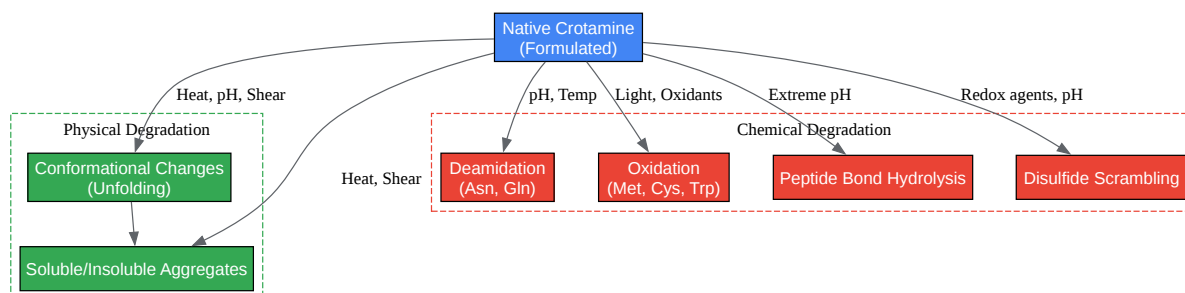 Native Crotamine
(Formulated)
Heat, pH, Shear
pH, Temp
Light, Oxidants
Extreme pH
Redox agents, pH
Physical Degradation
Chemical Degradation
Conformational Changes
(Unfolding)
Heat, Shear
Deamidation
(Asn, Gln)
Oxidation
(Met, Cys, Trp)
Peptide Bond Hydrolysis
Disulfide Scrambling
Soluble/Insoluble Aggregates